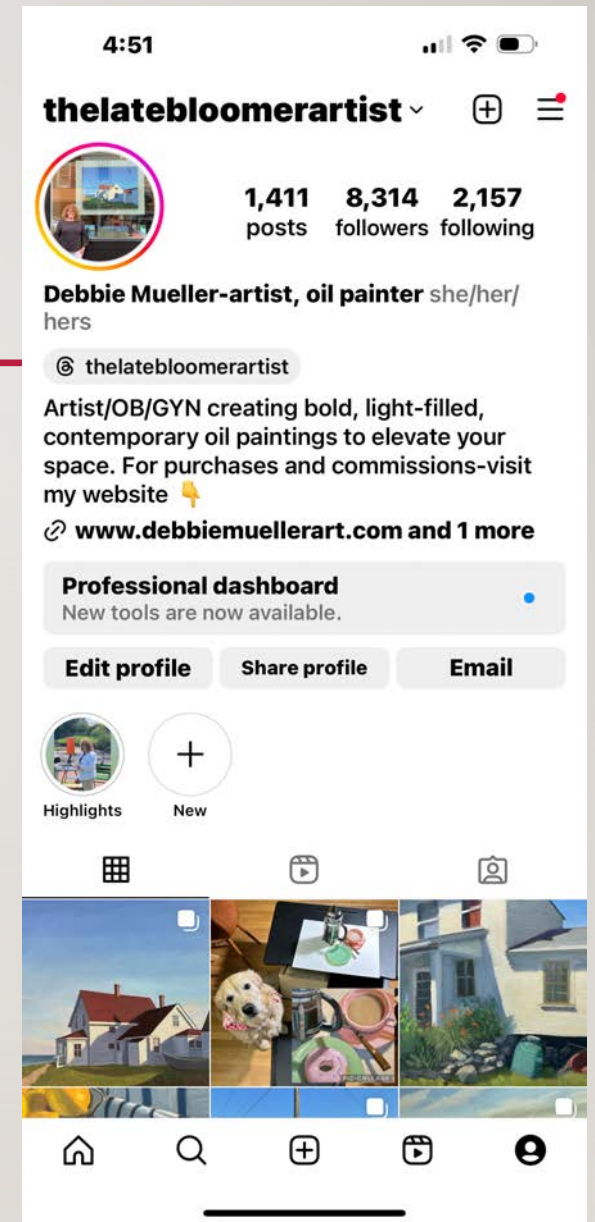 4:51
thelatebloomerartist
1,411 8,314 2,157
posts followers following
Debbie Mueller-artist, oil painter she/her/
hers
thelatebloomerartist
Artist/OB/GYN creating bold, light-filled,
contemporary oil paintings to elevate your
space. For purchases and commissions-visit
my website 👇
www.debbiemuellerart.com and 1 more
Professional dashboard
New tools are now available.
Edit profile Share profile Email
Highlights New
PIC•COLLAGE